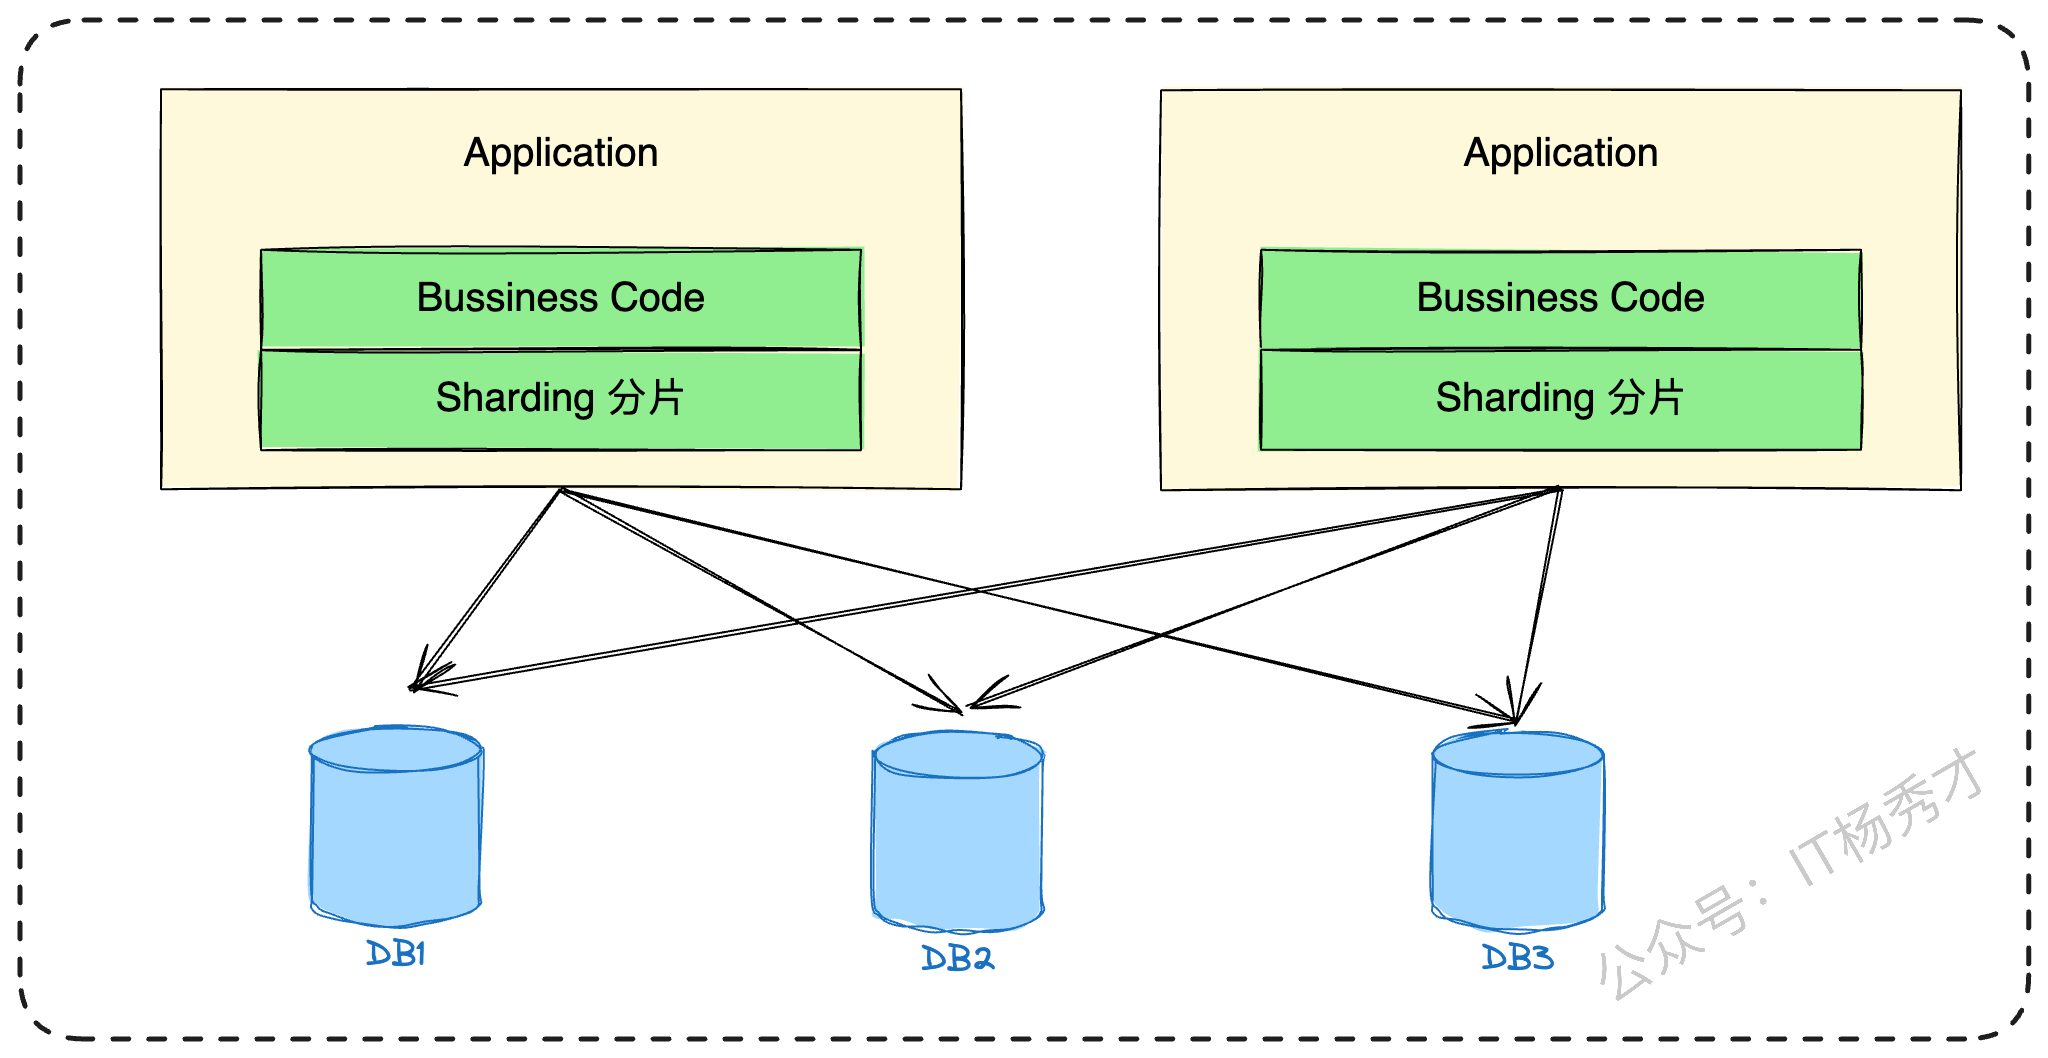 Application
Bussiness Code
Sharding 分片
Application
Bussiness Code
Sharding 分片
DB1
DB2
DB3
公众号：IT杨秀才